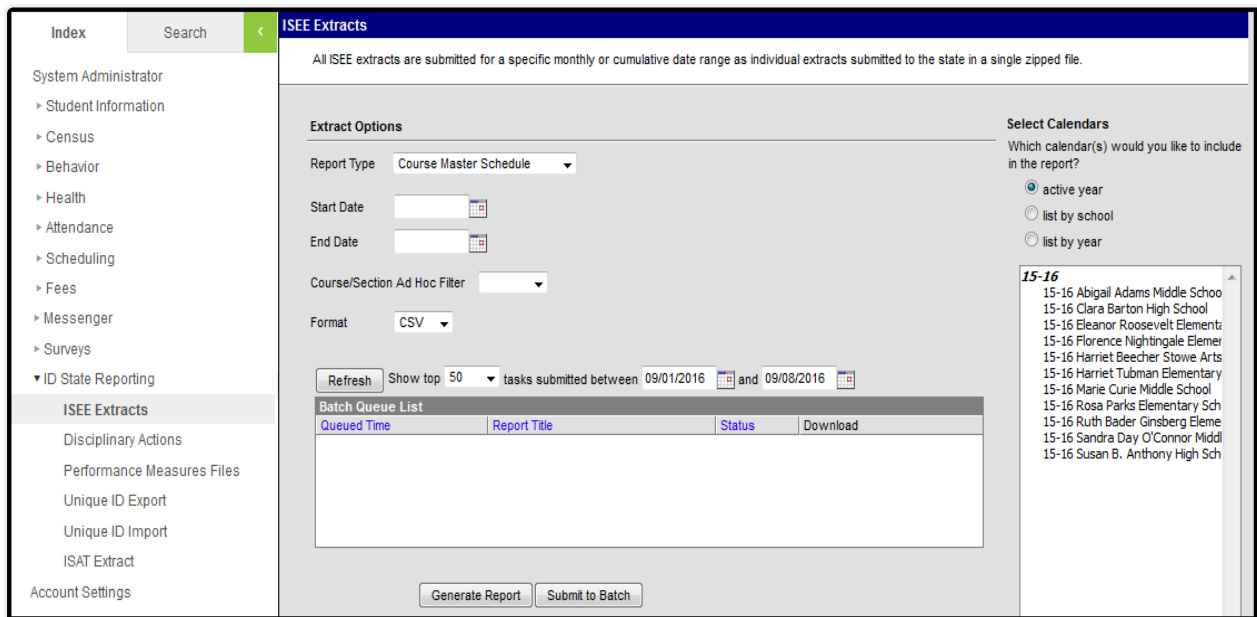 Index
Search
System Administrator
Student Information
Census
Behavior
Health
Attendance
Scheduling
Fees
Messenger
Surveys
ID State Reporting
ISEE Extracts
Disciplinary Actions
Performance Measures Files
Unique ID Export
Unique ID Import
ISAT Extract
Account Settings
ISEE Extracts
All ISEE extracts are submitted for a specific monthly or cumulative date range as individual extracts submitted to the state in a single zipped file.
Extract Options
Report Type Course Master Schedule
Start Date
End Date
Course/Section Ad Hoc Filter
Format CSV
Refresh Show top 50 tasks submitted between 09/01/2016 and 09/08/2016
Batch Queue List
Queued Time Report Title Status Download
Generate Report Submit to Batch
Select Calendars
Which calendar(s) would you like to include
in the report?
active year
list by school
list by year
15-16
15-16 Abigail Adams Middle Schoo
15-16 Clara Barton High School
15-16 Eleanor Roosevelt Elementa
15-16 Florence Nightingale Elemer
15-16 Harriet Beecher Stowe Arts
15-16 Harriet Tubman Elementary
15-16 Marie Curie Middle School
15-16 Rosa Parks Elementary Sch
15-16 Ruth Bader Ginsberg Eleme
15-16 Sandra Day O'Connor Middl
15-16 Susan B. Anthony High Sch